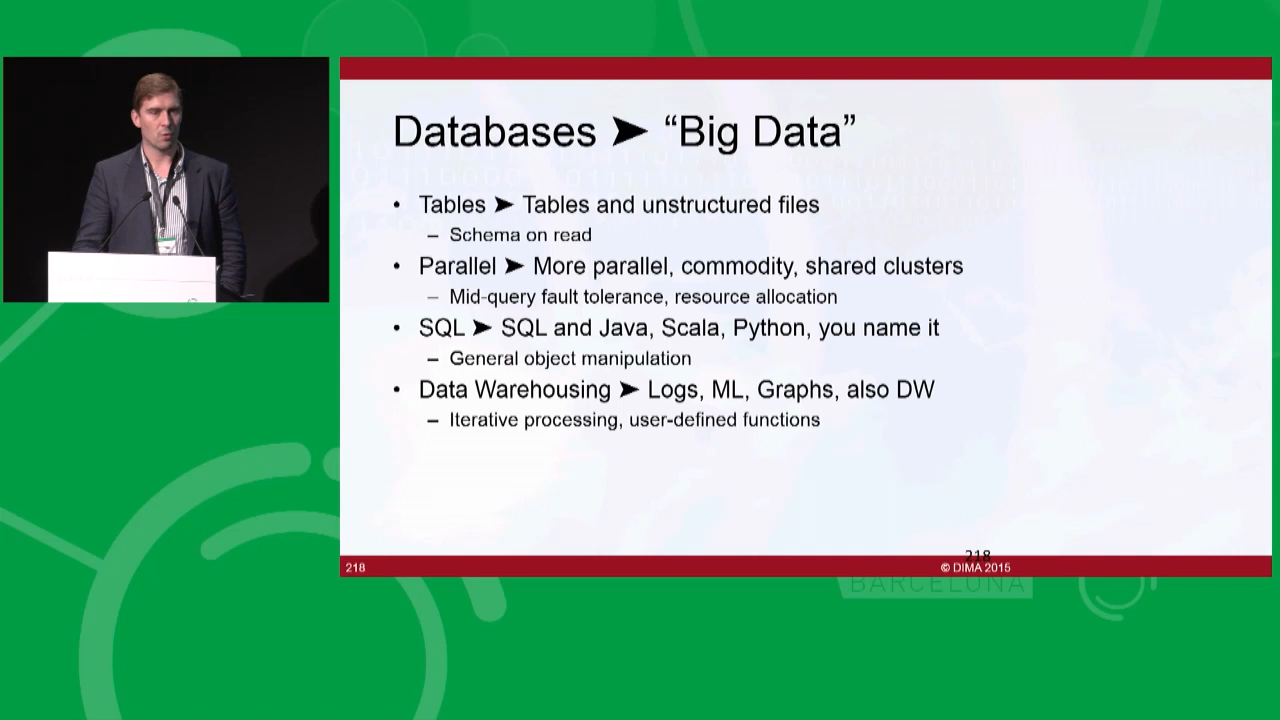 Databases ➤ “Big Data”
• Tables ➤ Tables and unstructured files
– Schema on read
• Parallel ➤ More parallel, commodity, shared clusters
– Mid-query fault tolerance, resource allocation
• SQL ➤ SQL and Java, Scala, Python, you name it
– General object manipulation
• Data Warehousing ➤ Logs, ML, Graphs, also DW
– Iterative processing, user-defined functions
218
218
© DIMA 2015
BARCELONA